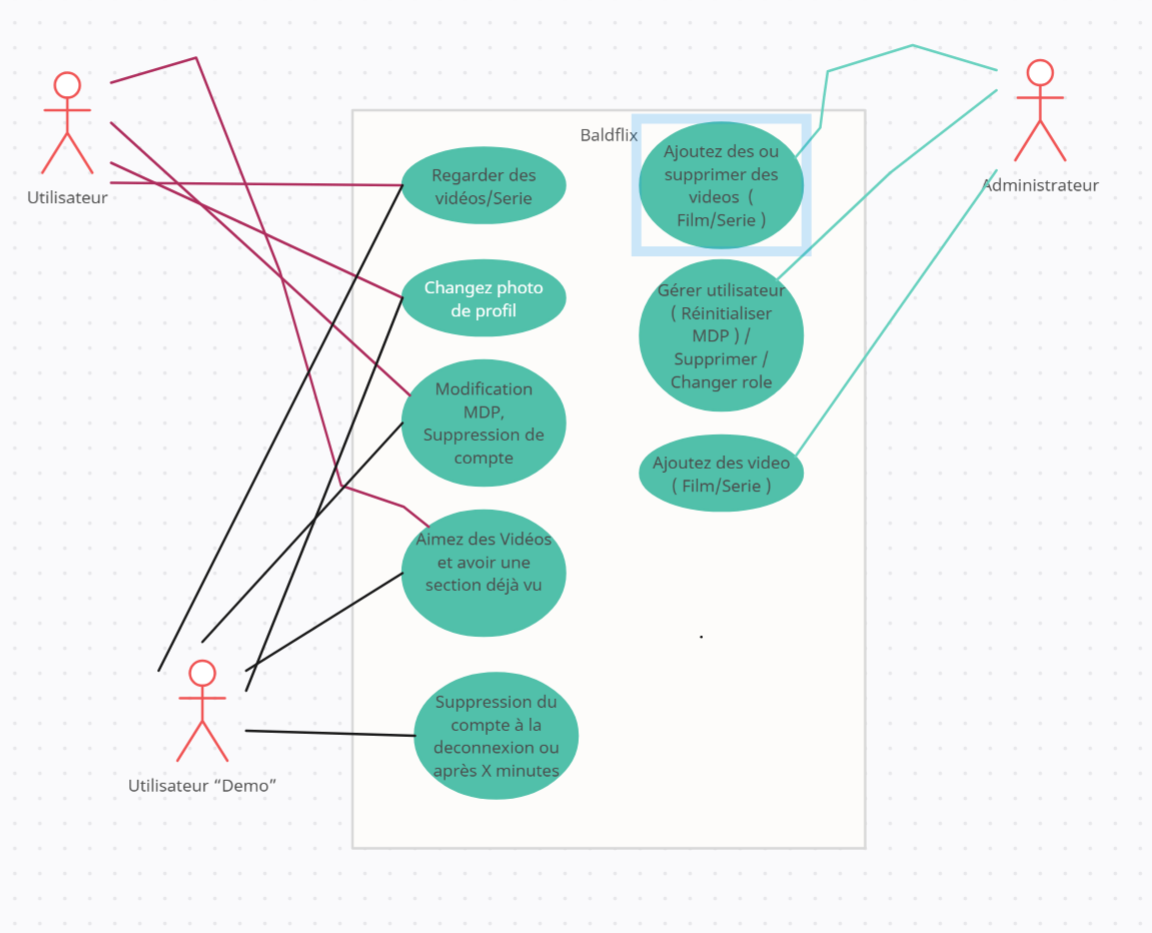 Utilisateur
Baldflix
Regarder des
vidéos/Serie
Changez photo
de profil
Modification
MDP,
Suppression de
compte
Aimez des Vidéos
et avoir une
section déjà vu
Suppression du
compte à la
deconnexion ou
après X minutes
Ajoutez des ou
supprimer des
videos (
Film/Serie )
Gérer utilisateur
( Réinitialiser
MDP ) /
Supprimer /
Changer role
Ajoutez des video
( Film/Serie )
Administrateur
Utilisateur “Demo”